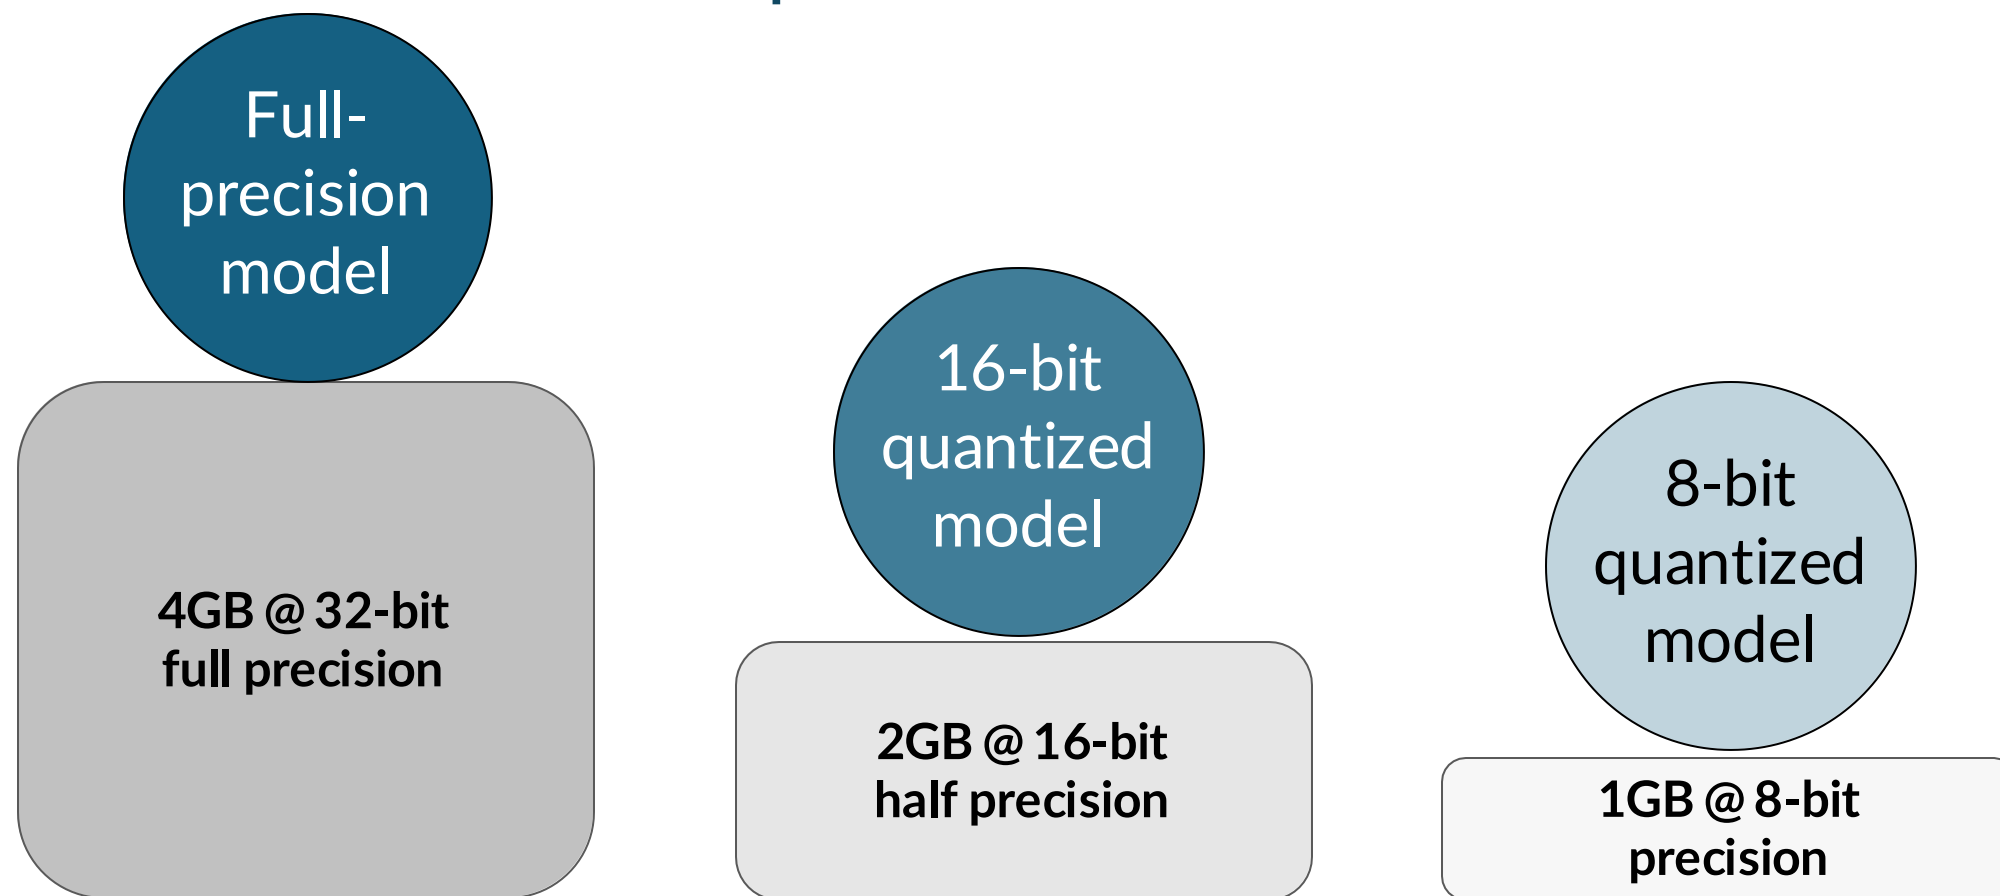 Full-
precision
model
4GB @ 32-bit
full precision
16-bit
quantized
model
2GB @ 16-bit
half precision
8-bit
quantized
model
1GB @ 8-bit
precision